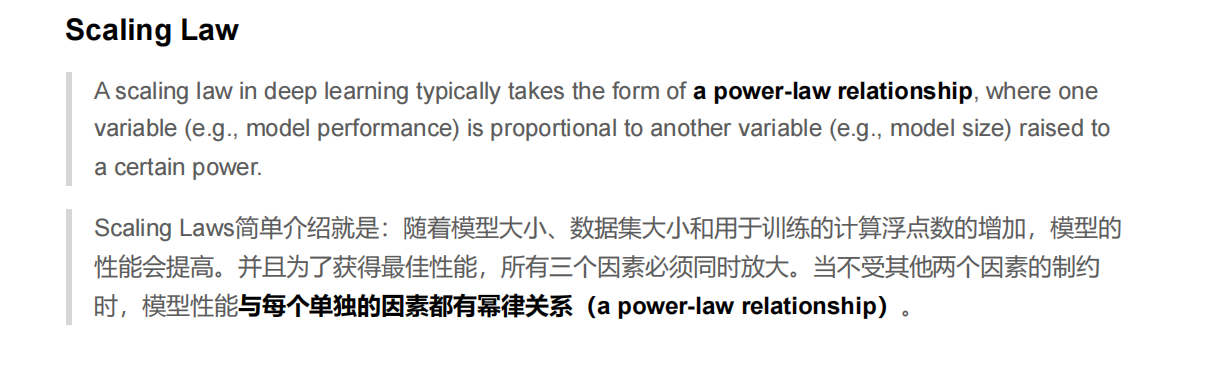 Scaling Law
A scaling law in deep learning typically takes the form of a power-law relationship, where one
variable (e.g., model performance) is proportional to another variable (e.g., model size) raised to
a certain power.
Scaling Laws简单介绍就是：随着模型大小、数据集大小和用于训练的计算浮点数的增加，模型的
性能会提高。并且为了获得最佳性能，所有三个因素必须同时放大。当不受其他两个因素的制约
时，模型性能与每个单独的因素都有幂律关系（a power-law relationship）。